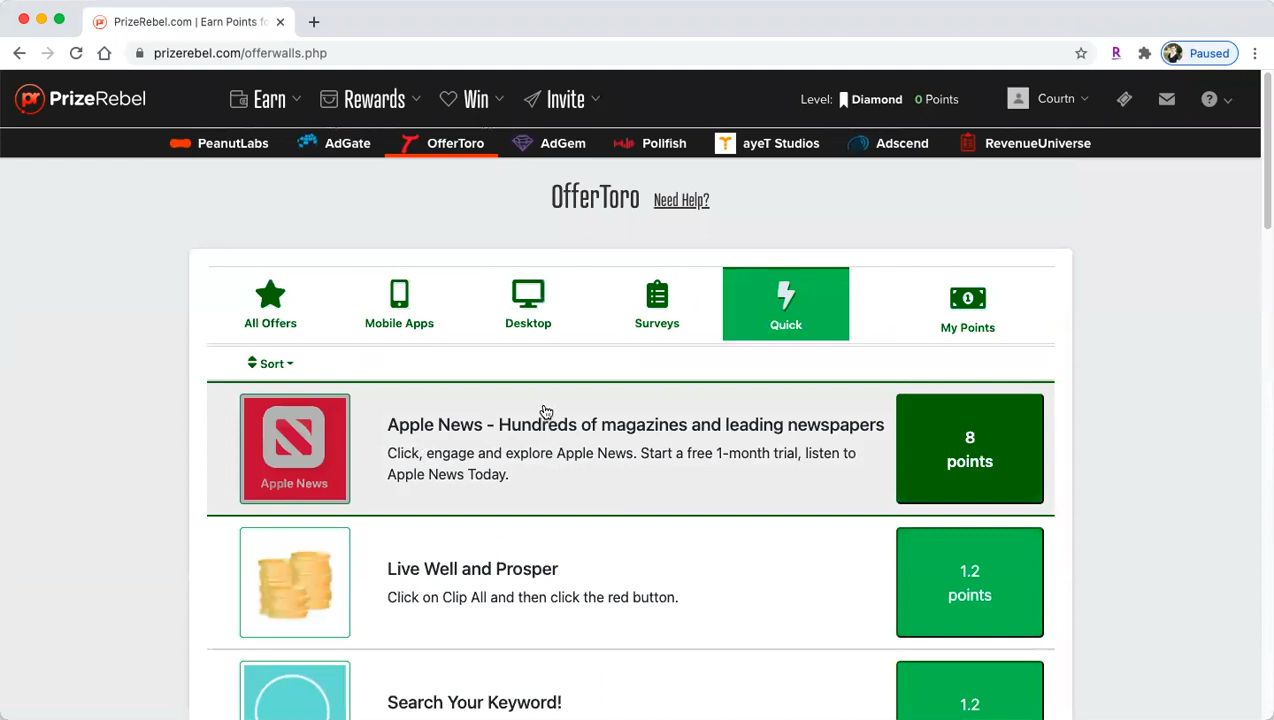 PrizeRebel.com | Earn Points fo
prizerebel.com/offerwalls.php
R
Paused
pr PrizeRebel
Earn
Rewards
Win
Invite
Level: Diamond 0 Points
Courtn
?
PeanutLabs
AdGate
OfferToro
AdGem
Pollfish
ayeT Studios
Adscend
RevenueUniverse
OfferToro Need Help?
All Offers
Mobile Apps
Desktop
Surveys
Quick
1
My Points
Sort
Apple News
Apple News - Hundreds of magazines and leading newspapers
Click, engage and explore Apple News. Start a free 1-month trial, listen to
Apple News Today.
8
points
Live Well and Prosper
Click on Clip All and then click the red button.
1.2
points
Search Your Keyword!
1.2